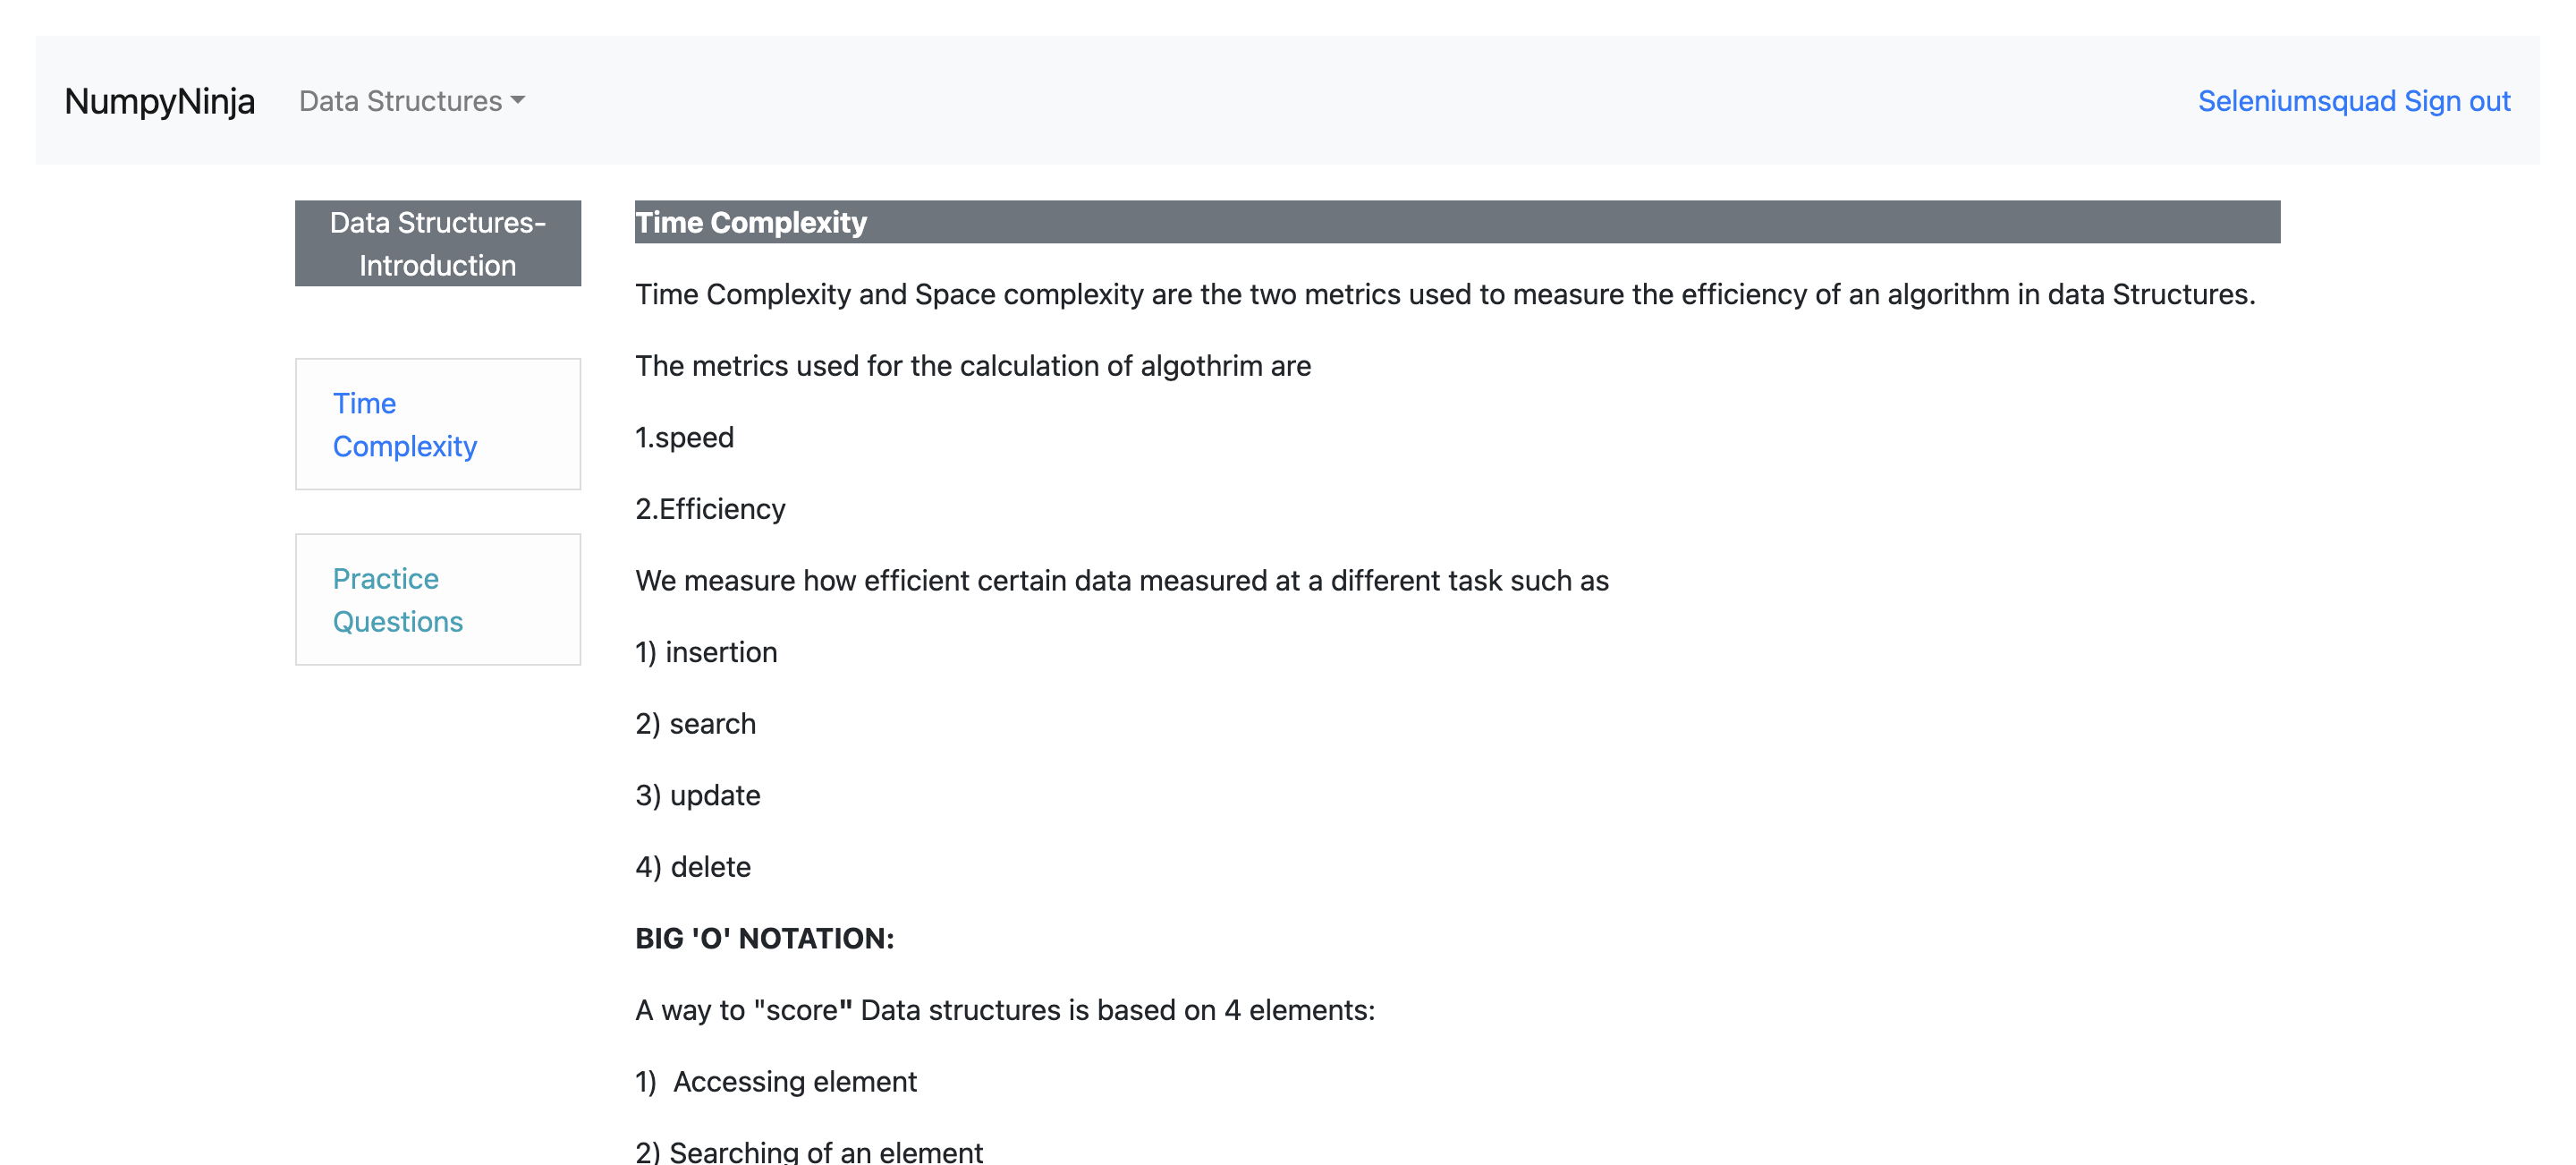 NumpyNinja Data Structures Seleniumsquad Sign out
Data Structures-
Introduction
Time
Complexity
Practice
Questions
Time Complexity
Time Complexity and Space complexity are the two metrics used to measure the efficiency of an algorithm in data Structures.
The metrics used for the calculation of algothrim are
1.speed
2.Efficiency
We measure how efficient certain data measured at a different task such as
1) insertion
2) search
3) update
4) delete
BIG 'O' NOTATION:
A way to "score" Data structures is based on 4 elements:
1)  Accessing element
2) Searching of an element